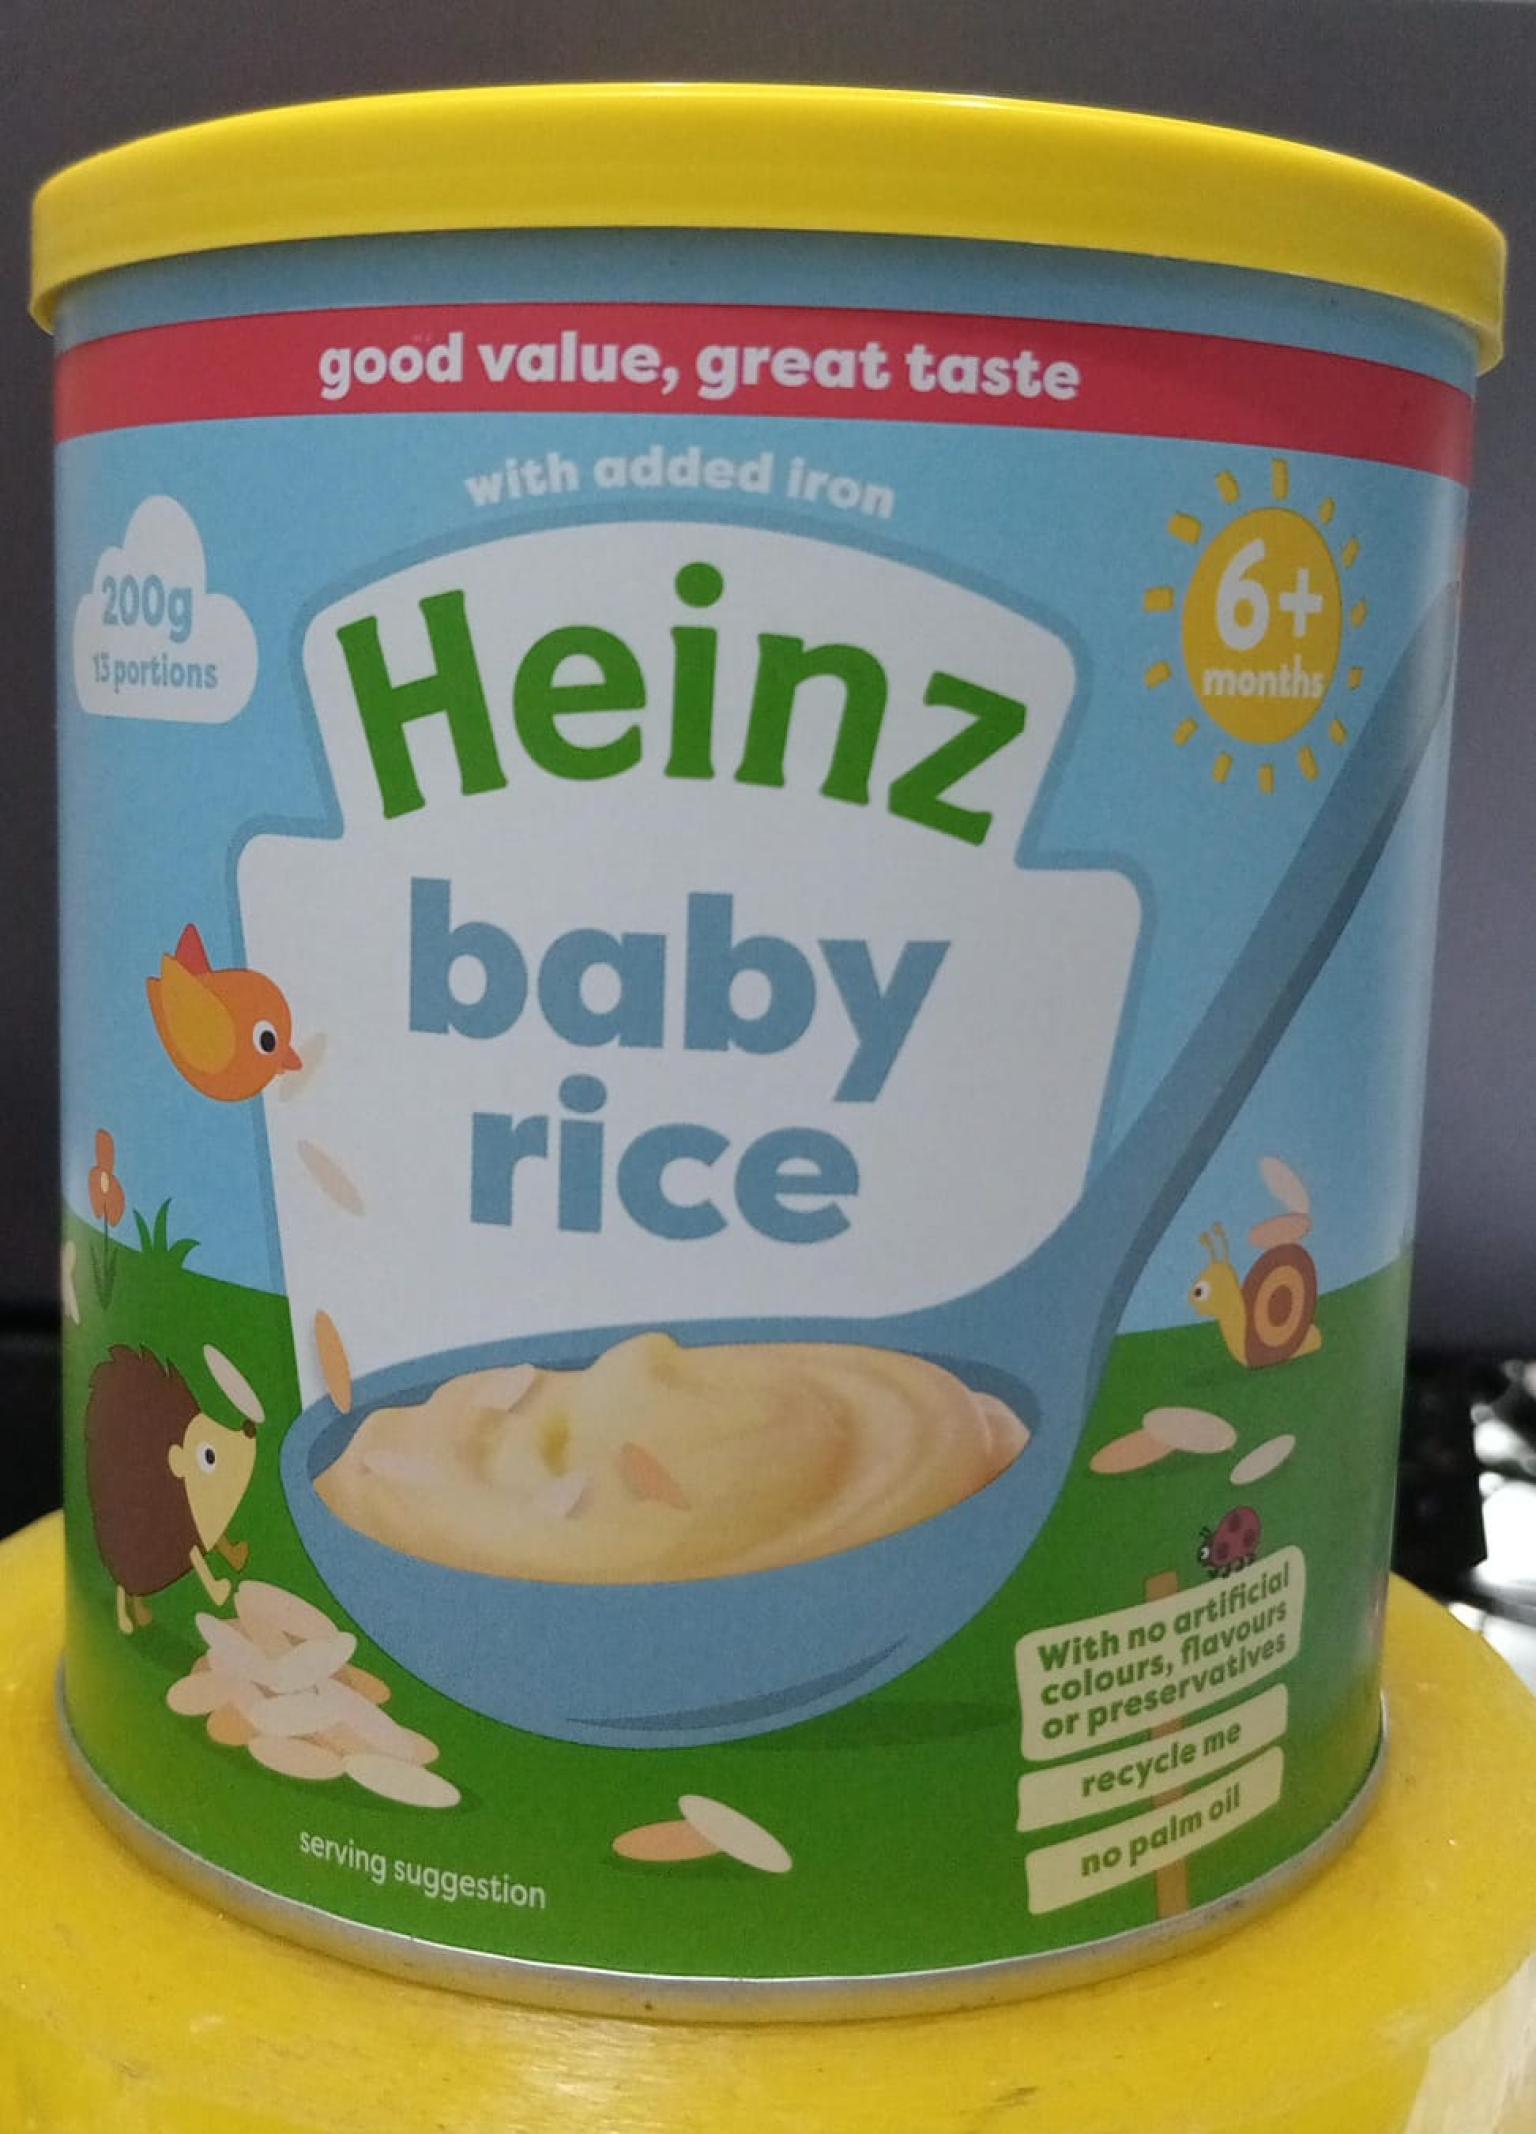 good value, great taste
with added iron
200g
15 portions
6+
months
Heinz
baby
rice
With no artificial
colours, flavours
or preservatives
recycle me
no palm oil
serving suggestion